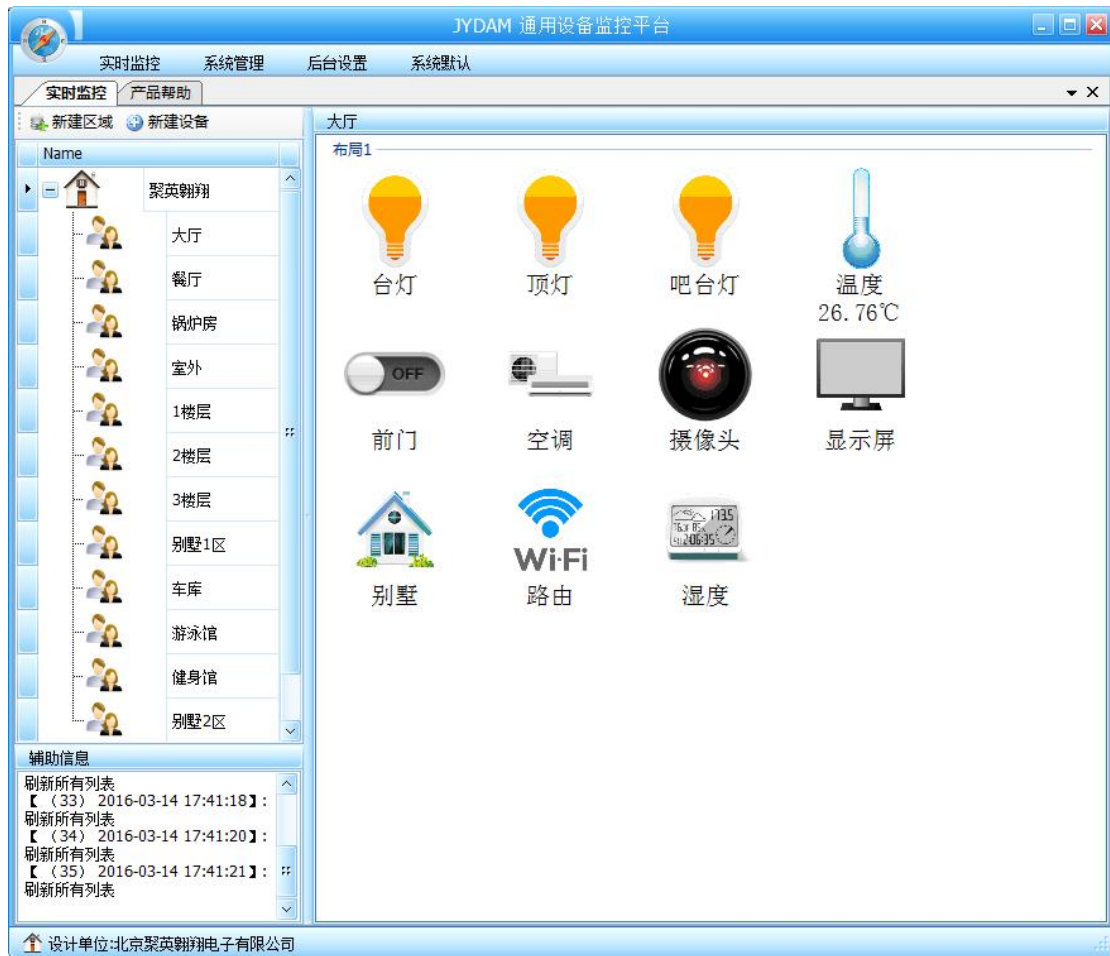 JYDAM 通用设备监控平台
实时监控 系统管理 后台设置 系统默认
实时监控 产品帮助
新建区域 新建设备
大厅
Name
布局1
聚英翱翔
大厅
餐厅
锅炉房
室外
1楼层
2楼层
3楼层
别墅1区
车库
游泳馆
健身馆
别墅2区
台灯 顶灯 吧台灯 温度
26.76℃
OFF
前门 空调 摄像头 显示屏
Wi-Fi
别墅 路由 湿度
辅助信息
刷新所有列表
【 （33） 2016-03-14 17:41:18】:
刷新所有列表
【 （34） 2016-03-14 17:41:20】:
刷新所有列表
【 （35） 2016-03-14 17:41:21】:
刷新所有列表
设计单位:北京聚英翱翔电子有限公司